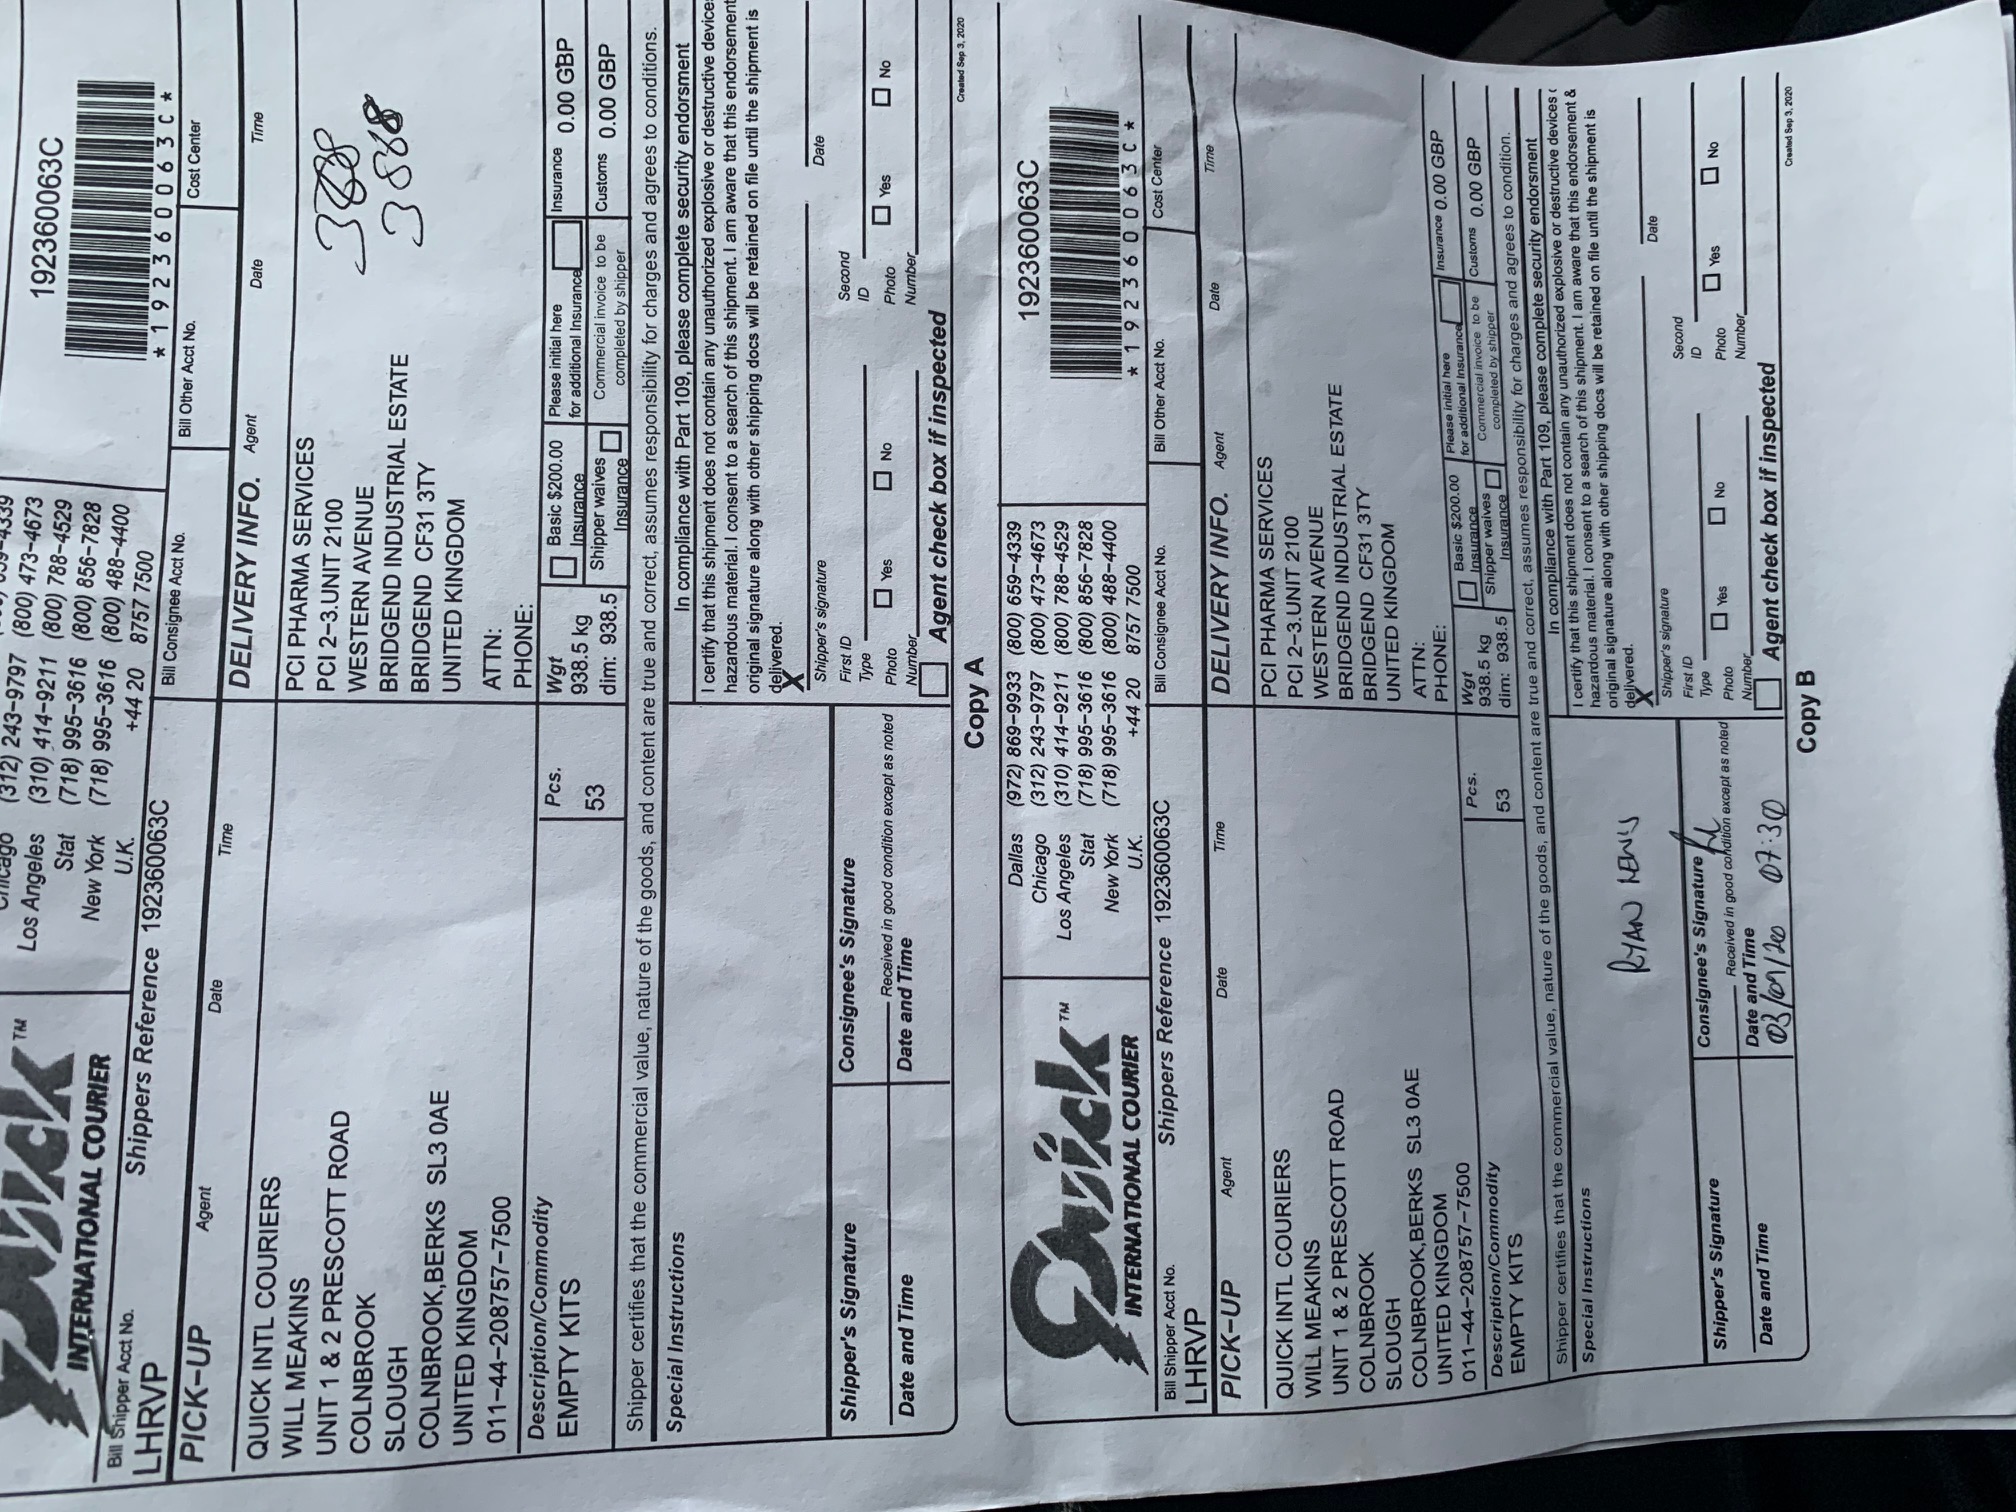 Quick TM
INTERNATIONAL COURIER
Chicago (312) 243-9797 (800) 473-4673
Los Angeles (310) 414-9211 (800) 788-4529
Stat (718) 995-3616 (800) 856-7828
New York (718) 995-3616 (800) 488-4400
U.K. +44 20 8757 7500
192360063C
*192360063C*
Bill Shipper Acct No.
LHRVP
Shippers Reference 192360063C
Bill Consignee Acct No.
Bill Other Acct No.
Cost Center
PICK-UP Agent Date Time
DELIVERY INFO. Agent Date Time
QUICK INTL COURIERS
WILL MEAKINS
UNIT 1 & 2 PRESCOTT ROAD
COLNBROOK
SLOUGH
COLNBROOK,BERKS SL3 0AE
UNITED KINGDOM
011-44-208757-7500
PCI PHARMA SERVICES
PCI 2-3.UNIT 2100
WESTERN AVENUE
BRIDGEND INDUSTRIAL ESTATE
BRIDGEND CF31 3TY
UNITED KINGDOM
ATTN:
PHONE:
Description/Commodity
EMPTY KITS
Pcs.
53
Wgt
938.5 kg
dim: 938.5
Basic $200.00
Insurance
Shipper waives
Insurance
Please initial here
for additional Insurance
Commercial invoice to be
completed by shipper
Insurance 0.00 GBP
Customs 0.00 GBP
Shipper certifies that the commercial value, nature of the goods, and content are true and correct, assumes responsibility for charges and agrees to conditions.
Special Instructions
In compliance with Part 109, please complete security endorsment
I certify that this shipment does not contain any unauthorized explosive or destructive device
hazardous material. I consent to a search of this shipment. I am aware that this endorsement
original signature along with other shipping docs will be retained on file until the shipment is
delivered.
X
Shipper's signature Date
First ID
Type
Second
ID
Photo Yes No
Photo Yes No
Number
Number
Agent check box if inspected
Shipper's Signature
Consignee's Signature
Received in good condition except as noted
Date and Time
Date and Time
Created Sep 3, 2020
Copy A
Quick TM
INTERNATIONAL COURIER
Dallas (972) 869-9933 (800) 659-4339
Chicago (312) 243-9797 (800) 473-4673
Los Angeles (310) 414-9211 (800) 788-4529
Stat (718) 995-3616 (800) 856-7828
New York (718) 995-3616 (800) 488-4400
U.K. +44 20 8757 7500
192360063C
*192360063C*
Bill Shipper Acct No.
LHRVP
Shippers Reference 192360063C
Bill Consignee Acct No.
Bill Other Acct No.
Cost Center
PICK-UP Agent Date Time
DELIVERY INFO. Agent Date Time
QUICK INTL COURIERS
WILL MEAKINS
UNIT 1 & 2 PRESCOTT ROAD
COLNBROOK
SLOUGH
COLNBROOK,BERKS SL3 0AE
UNITED KINGDOM
011-44-208757-7500
PCI PHARMA SERVICES
PCI 2-3.UNIT 2100
WESTERN AVENUE
BRIDGEND INDUSTRIAL ESTATE
BRIDGEND CF31 3TY
UNITED KINGDOM
ATTN:
PHONE:
Description/Commodity
EMPTY KITS
Pcs.
53
Wgt
938.5 kg
dim: 938.5
Basic $200.00
Insurance
Shipper waives
Insurance
Please initial here
for additional Insurance
Commercial invoice to be
completed by shipper
Insurance 0.00 GBP
Customs 0.00 GBP
Shipper certifies that the commercial value, nature of the goods, and content are true and correct, assumes responsibility for charges and agrees to condition.
Special Instructions
RYAN LEWIS
In compliance with Part 109, please complete security endorsment
I certify that this shipment does not contain any unauthorized explosive or destructive devices
hazardous material. I consent to a search of this shipment. I am aware that this endorsement &
original signature along with other shipping docs will be retained on file until the shipment is
delivered.
X
Shipper's signature Date
First ID
Type
Second
ID
Photo Yes No
Photo Yes No
Number
Number
Agent check box if inspected
Shipper's Signature
Consignee's Signature
Received in good condition except as noted
Date and Time
Date and Time
03/09/20 07:30
Created Sep 3, 2020
Copy B